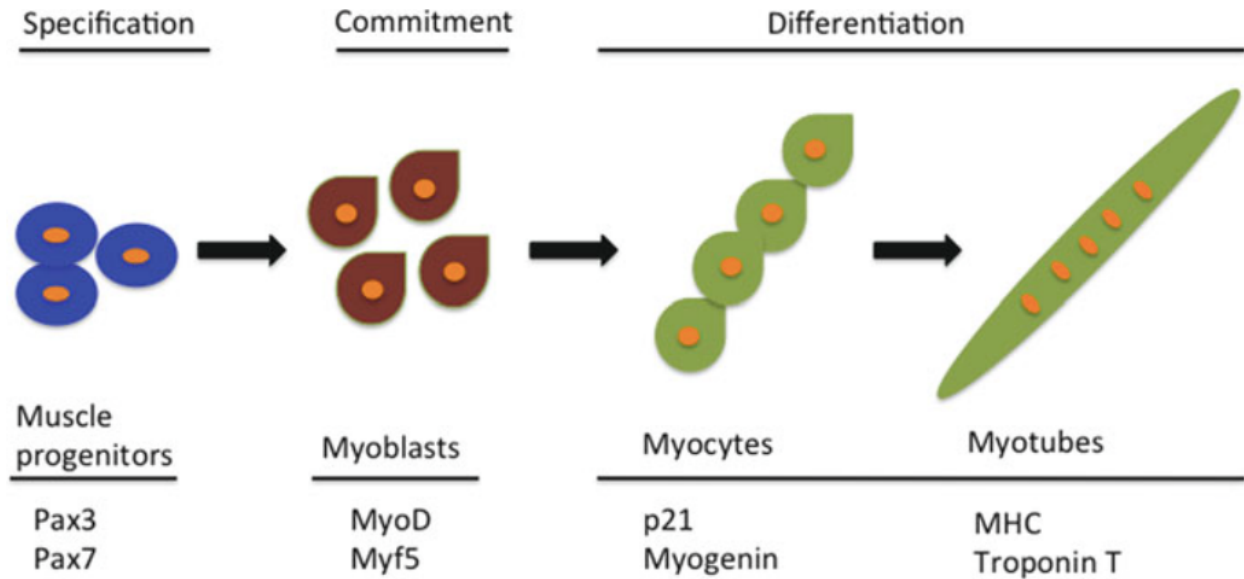 Specification
Commitment
Differentiation
Muscle
progenitors
Myoblasts
Myocytes
Myotubes
Pax3
Pax7
MyoD
Myf5
p21
Myogenin
MHC
Troponin T